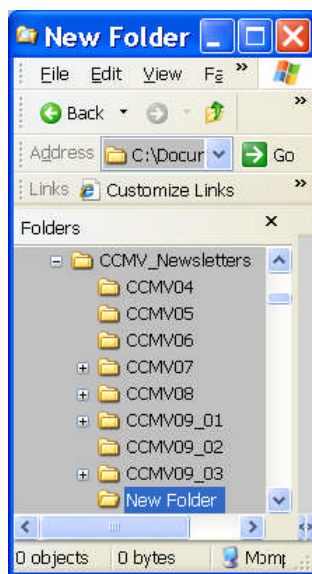 New Folder
File Edit View Fa »
Back »
Address C:\Docur Go
Links Customize Links »
Folders x
CCMV_Newsletters
CCMV04
CCMV05
CCMV06
CCMV07
CCMV08
CCMV09_01
CCMV09_02
CCMV09_03
New Folder
0 objects 0 bytes